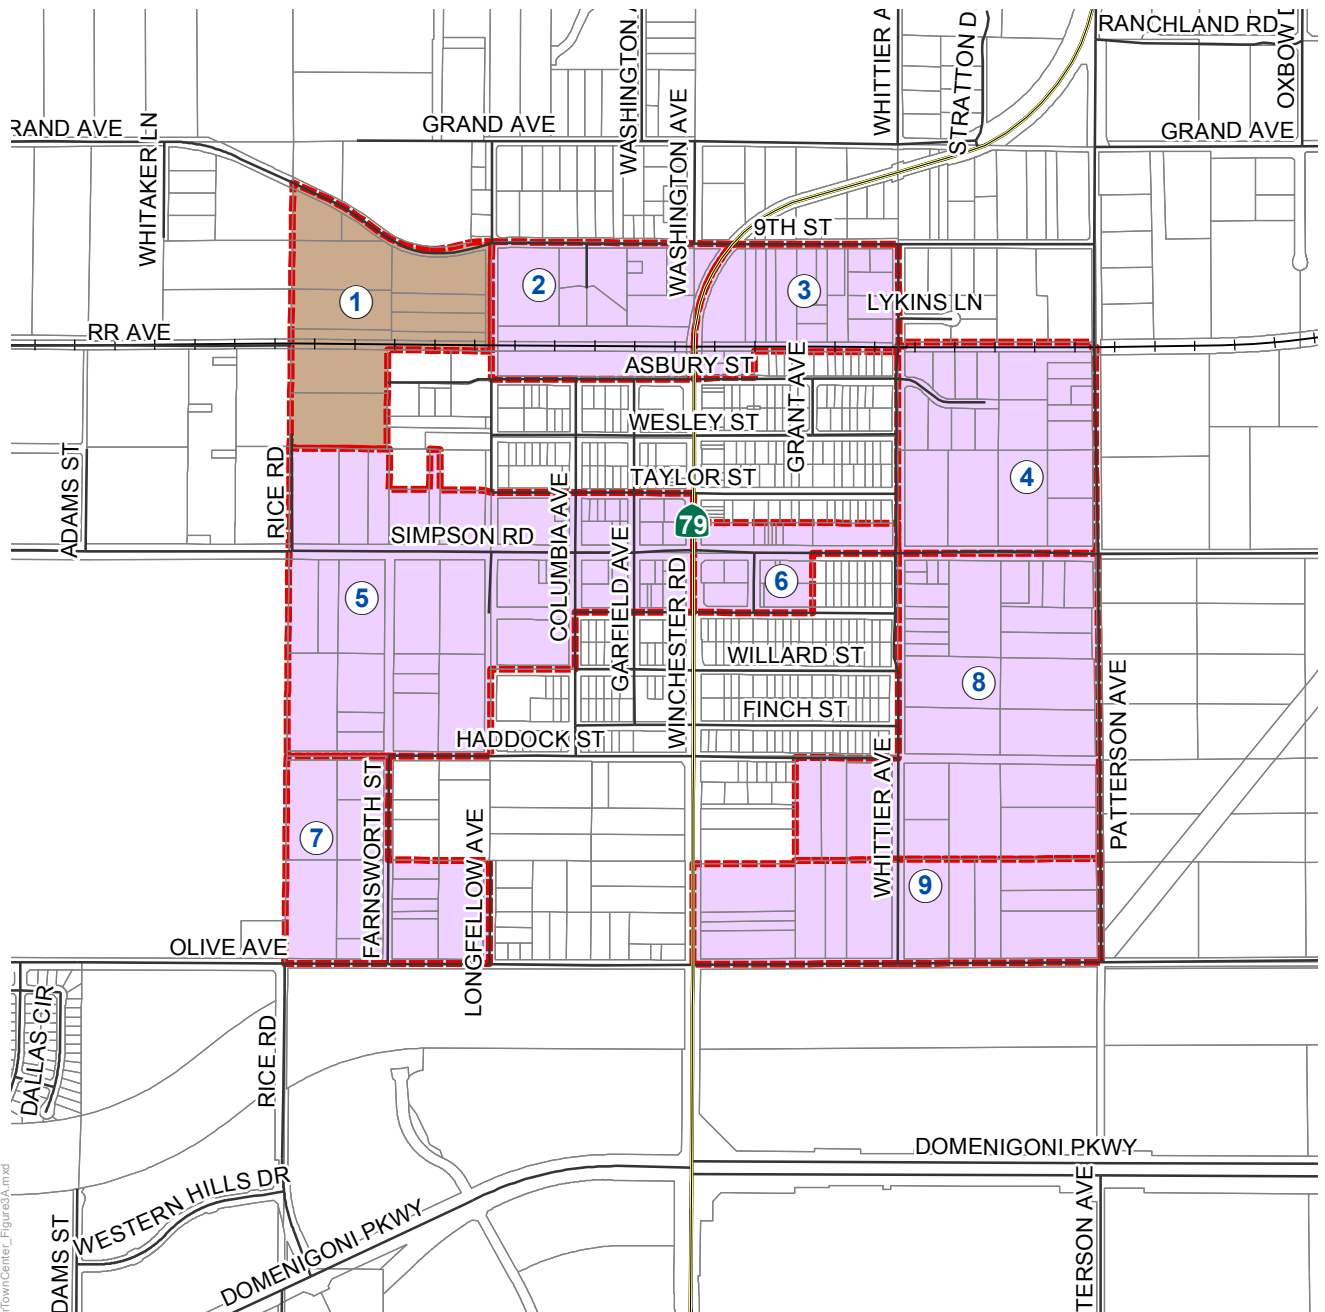 RANCHLAND RD
OXBOW D
WASHINGTON A
WHITTIER A
STRATTON D
RAND AVE
GRAND AVE
GRAND AVE
WHITAKER LN
WASHINGTON AVE
9TH ST
1
2
3
LYKINS LN
RR AVE
ASBURY ST
GRANT AVE
WESLEY ST
TAYLOR ST
4
ADAMS ST
RICE RD
COLUMBIA AVE
79
SIMPSON RD
GARFIELD AVE
WINCHESTER RD
5
6
WILLARD ST
8
FINCH ST
PATTERSON AVE
HADDOCK ST
WHITTIER AVE
FARNSWORTH ST
7
LONGFELLOW AVE
9
OLIVE AVE
DALLAS CIR
RICE RD
DOMENIGONI PKWY
WESTERN HILLS DR
DOMENIGONI PKWY
DAMS ST
TERSON AVE
rTownCenter_Figure3A.mxd